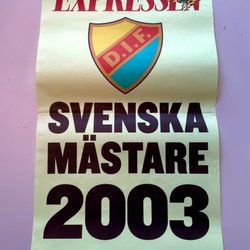 EXPRESSEN
D.I.F.
SVENSKA
MÄSTARE
2003